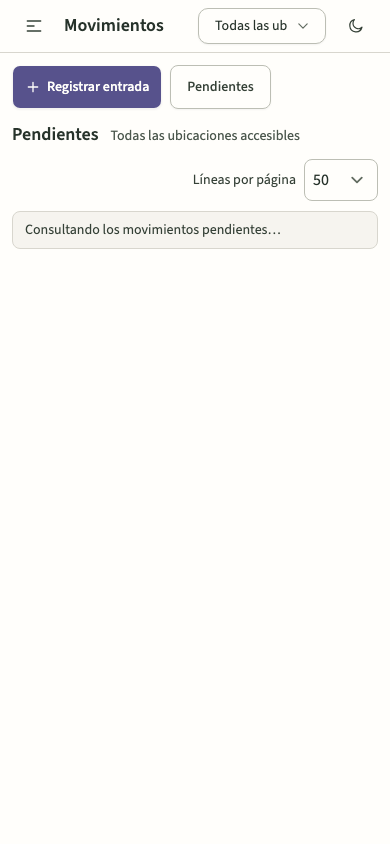 Movimientos
Todas las ub
Registrar entrada
Pendientes
Pendientes Todas las ubicaciones accesibles
Líneas por página 50
Consultando los movimientos pendientes…